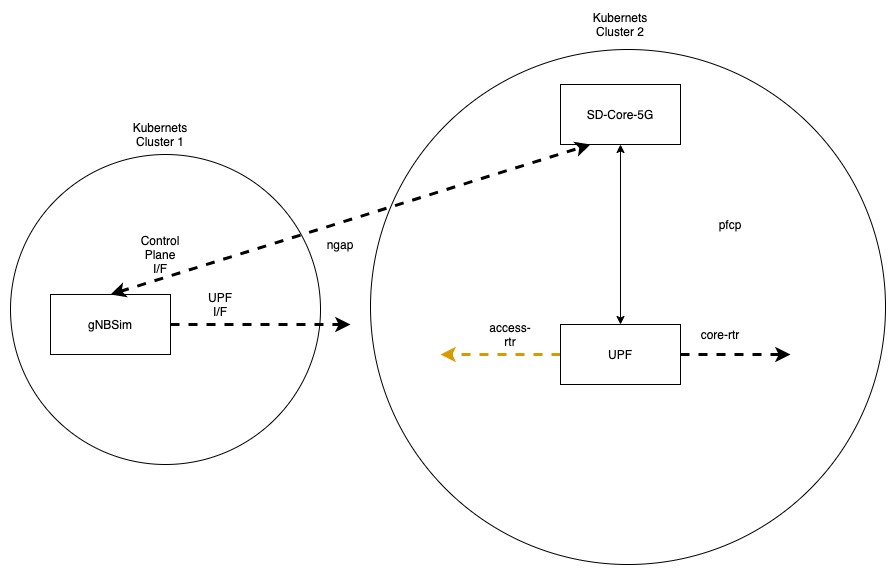 Kubernets
Cluster 2
SD-Core-5G
Kubernets
Cluster 1
pfcp
ngap
Control
Plane
I/F
UPF
I/F
gNBSim
access-
rtr
core-rtr
UPF